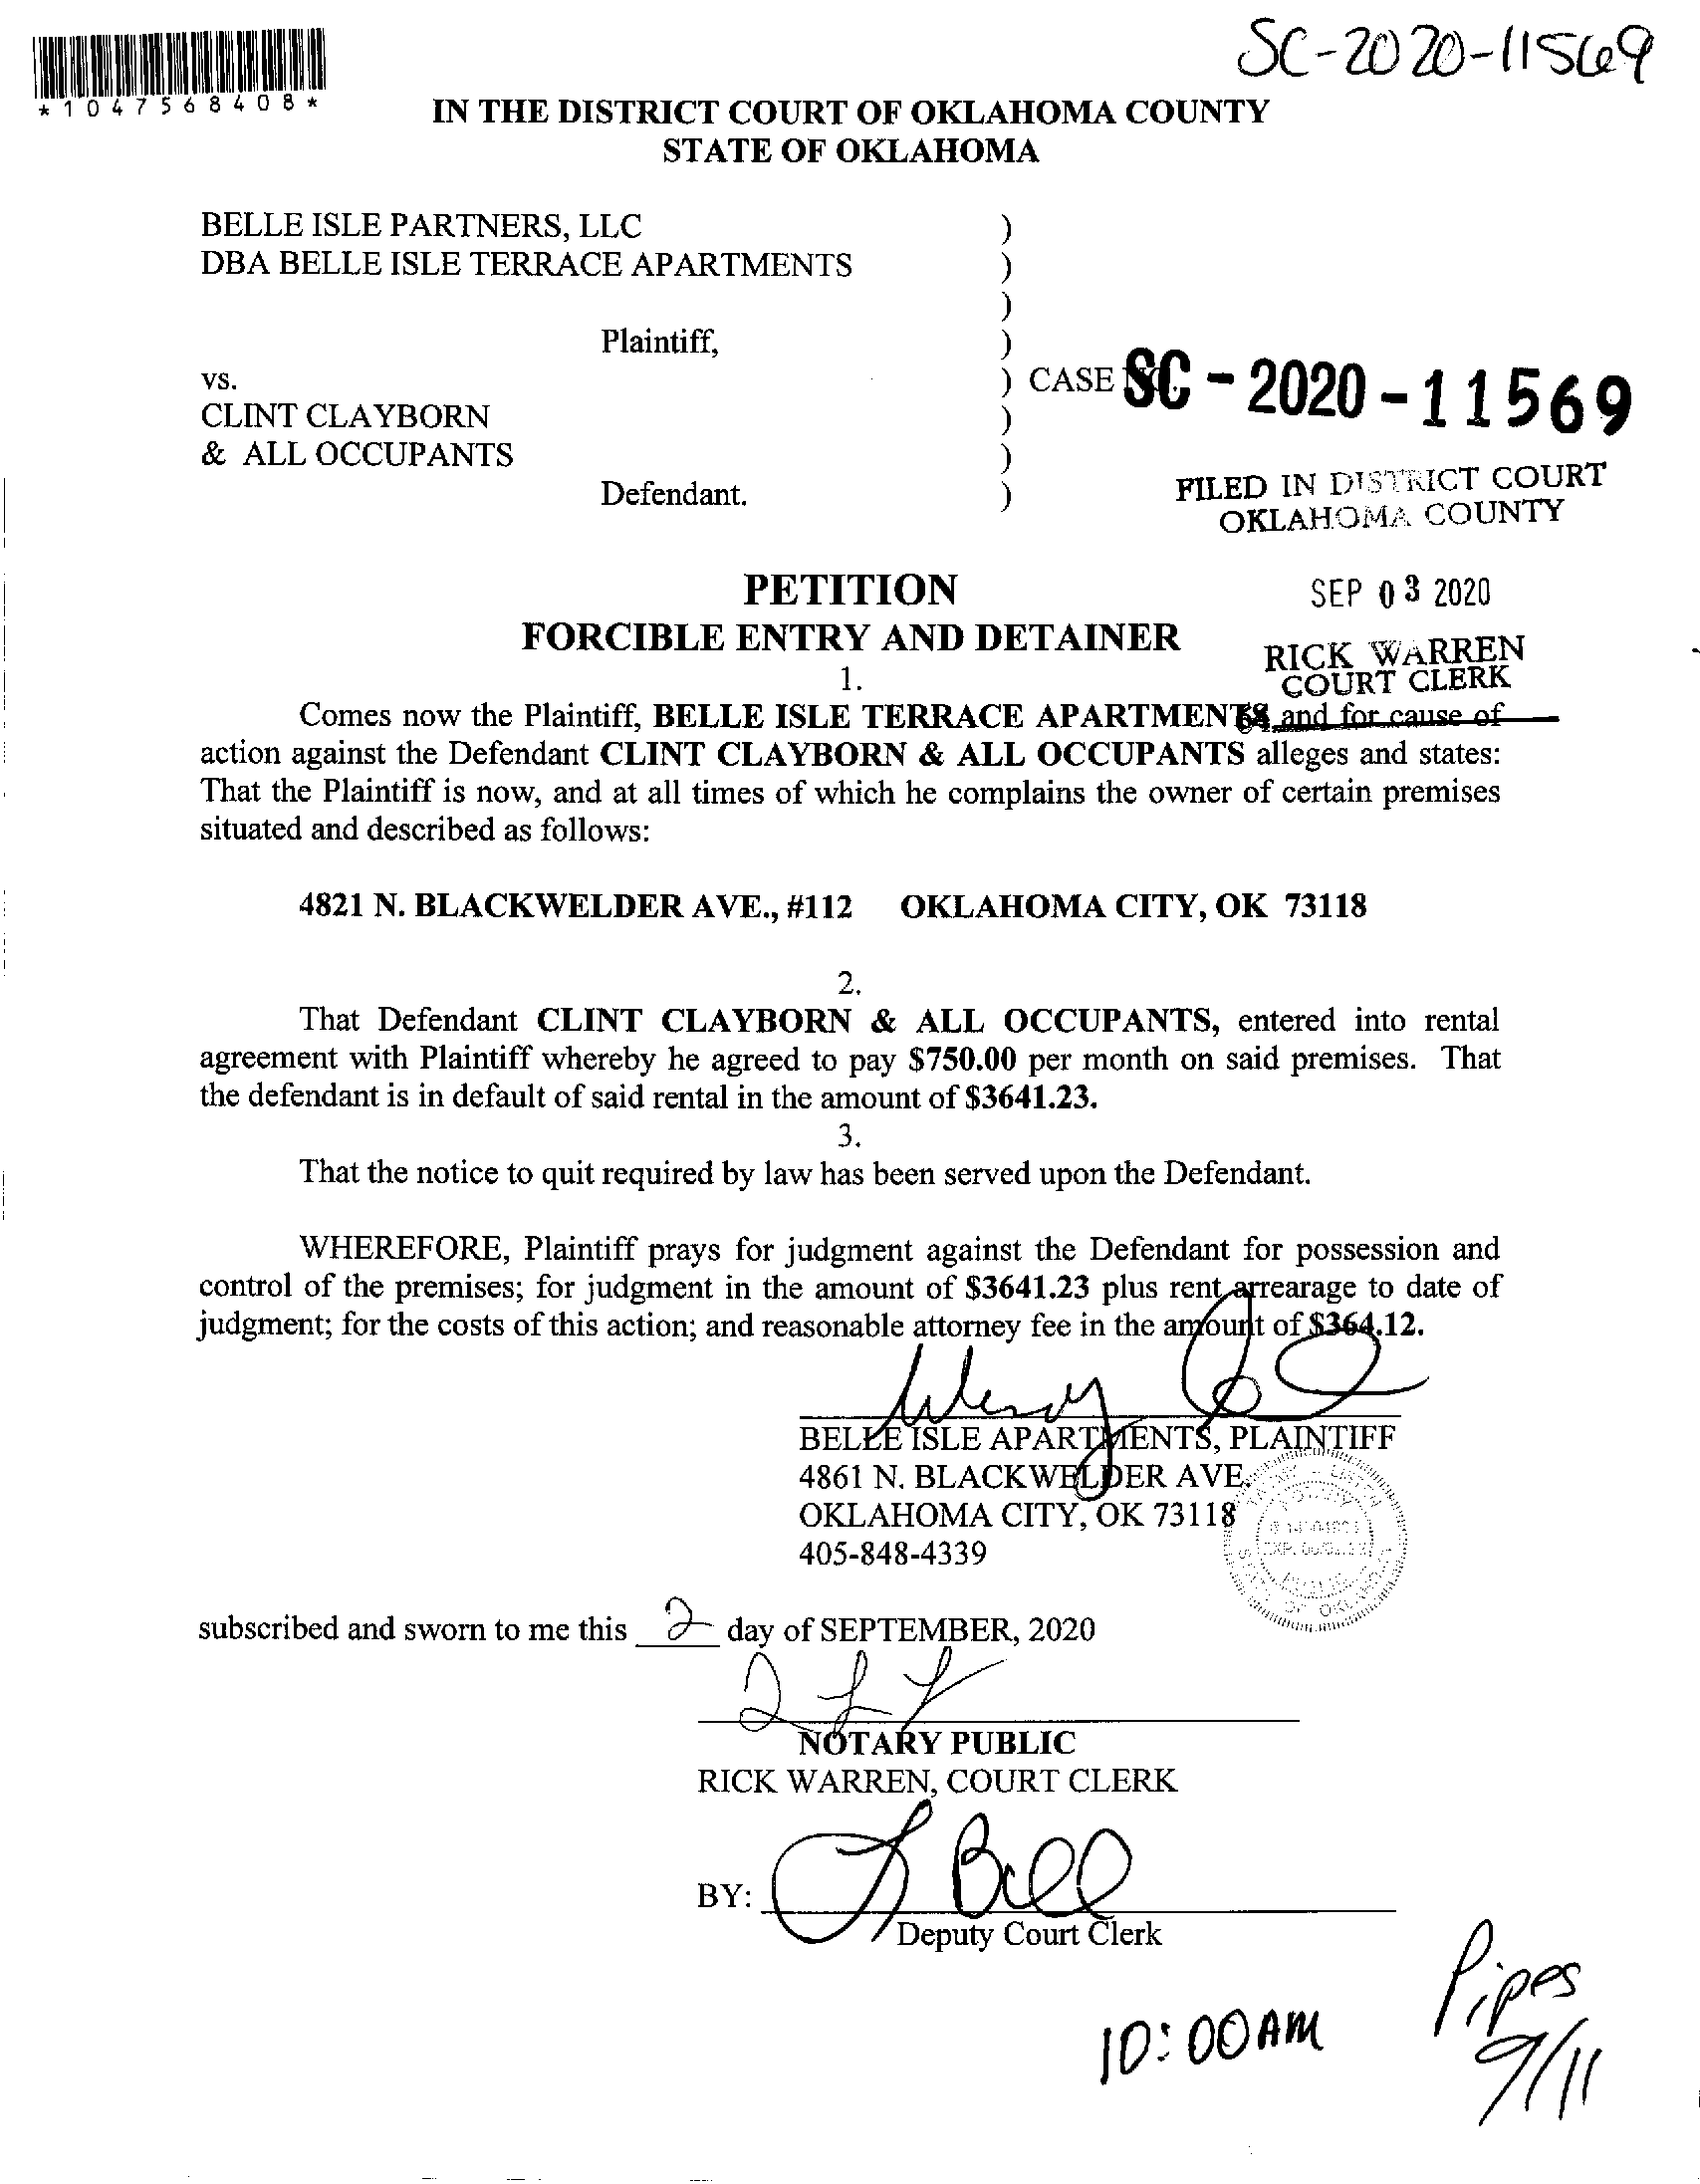 SC-2020-11569
*1047568408*
IN THE DISTRICT COURT OF OKLAHOMA COUNTY
STATE OF OKLAHOMA
BELLE ISLE PARTNERS, LLC )
DBA BELLE ISLE TERRACE APARTMENTS )
)
Plaintiff, )
vs. ) CASE NO. SC-2020-11569
CLINT CLAYBORN )
& ALL OCCUPANTS )
Defendant. )
FILED IN DISTRICT COURT
OKLAHOMA COUNTY
PETITION
SEP 03 2020
FORCIBLE ENTRY AND DETAINER
RICK WARREN
COURT CLERK
1.
64
Comes now the Plaintiff, BELLE ISLE TERRACE APARTMENTS and for cause of
action against the Defendant CLINT CLAYBORN & ALL OCCUPANTS alleges and states:
That the Plaintiff is now, and at all times of which he complains the owner of certain premises
situated and described as follows:
4821 N. BLACKWELDER AVE., #112 OKLAHOMA CITY, OK 73118
2.
That Defendant CLINT CLAYBORN & ALL OCCUPANTS, entered into rental
agreement with Plaintiff whereby he agreed to pay $750.00 per month on said premises. That
the defendant is in default of said rental in the amount of $3641.23.
3.
That the notice to quit required by law has been served upon the Defendant.
WHEREFORE, Plaintiff prays for judgment against the Defendant for possession and
control of the premises; for judgment in the amount of $3641.23 plus rent arrearage to date of
judgment; for the costs of this action; and reasonable attorney fee in the amount of $364.12.
Wendy
BELLE ISLE APARTMENTS, PLAINTIFF
4861 N. BLACKWELDER AVE.
OKLAHOMA CITY, OK 73118
405-848-4339
subscribed and sworn to me this 2 day of SEPTEMBER, 2020
NOTARY PUBLIC
RICK WARREN, COURT CLERK
BY:
Deputy Court Clerk
Pipes
10:00AM
9/11